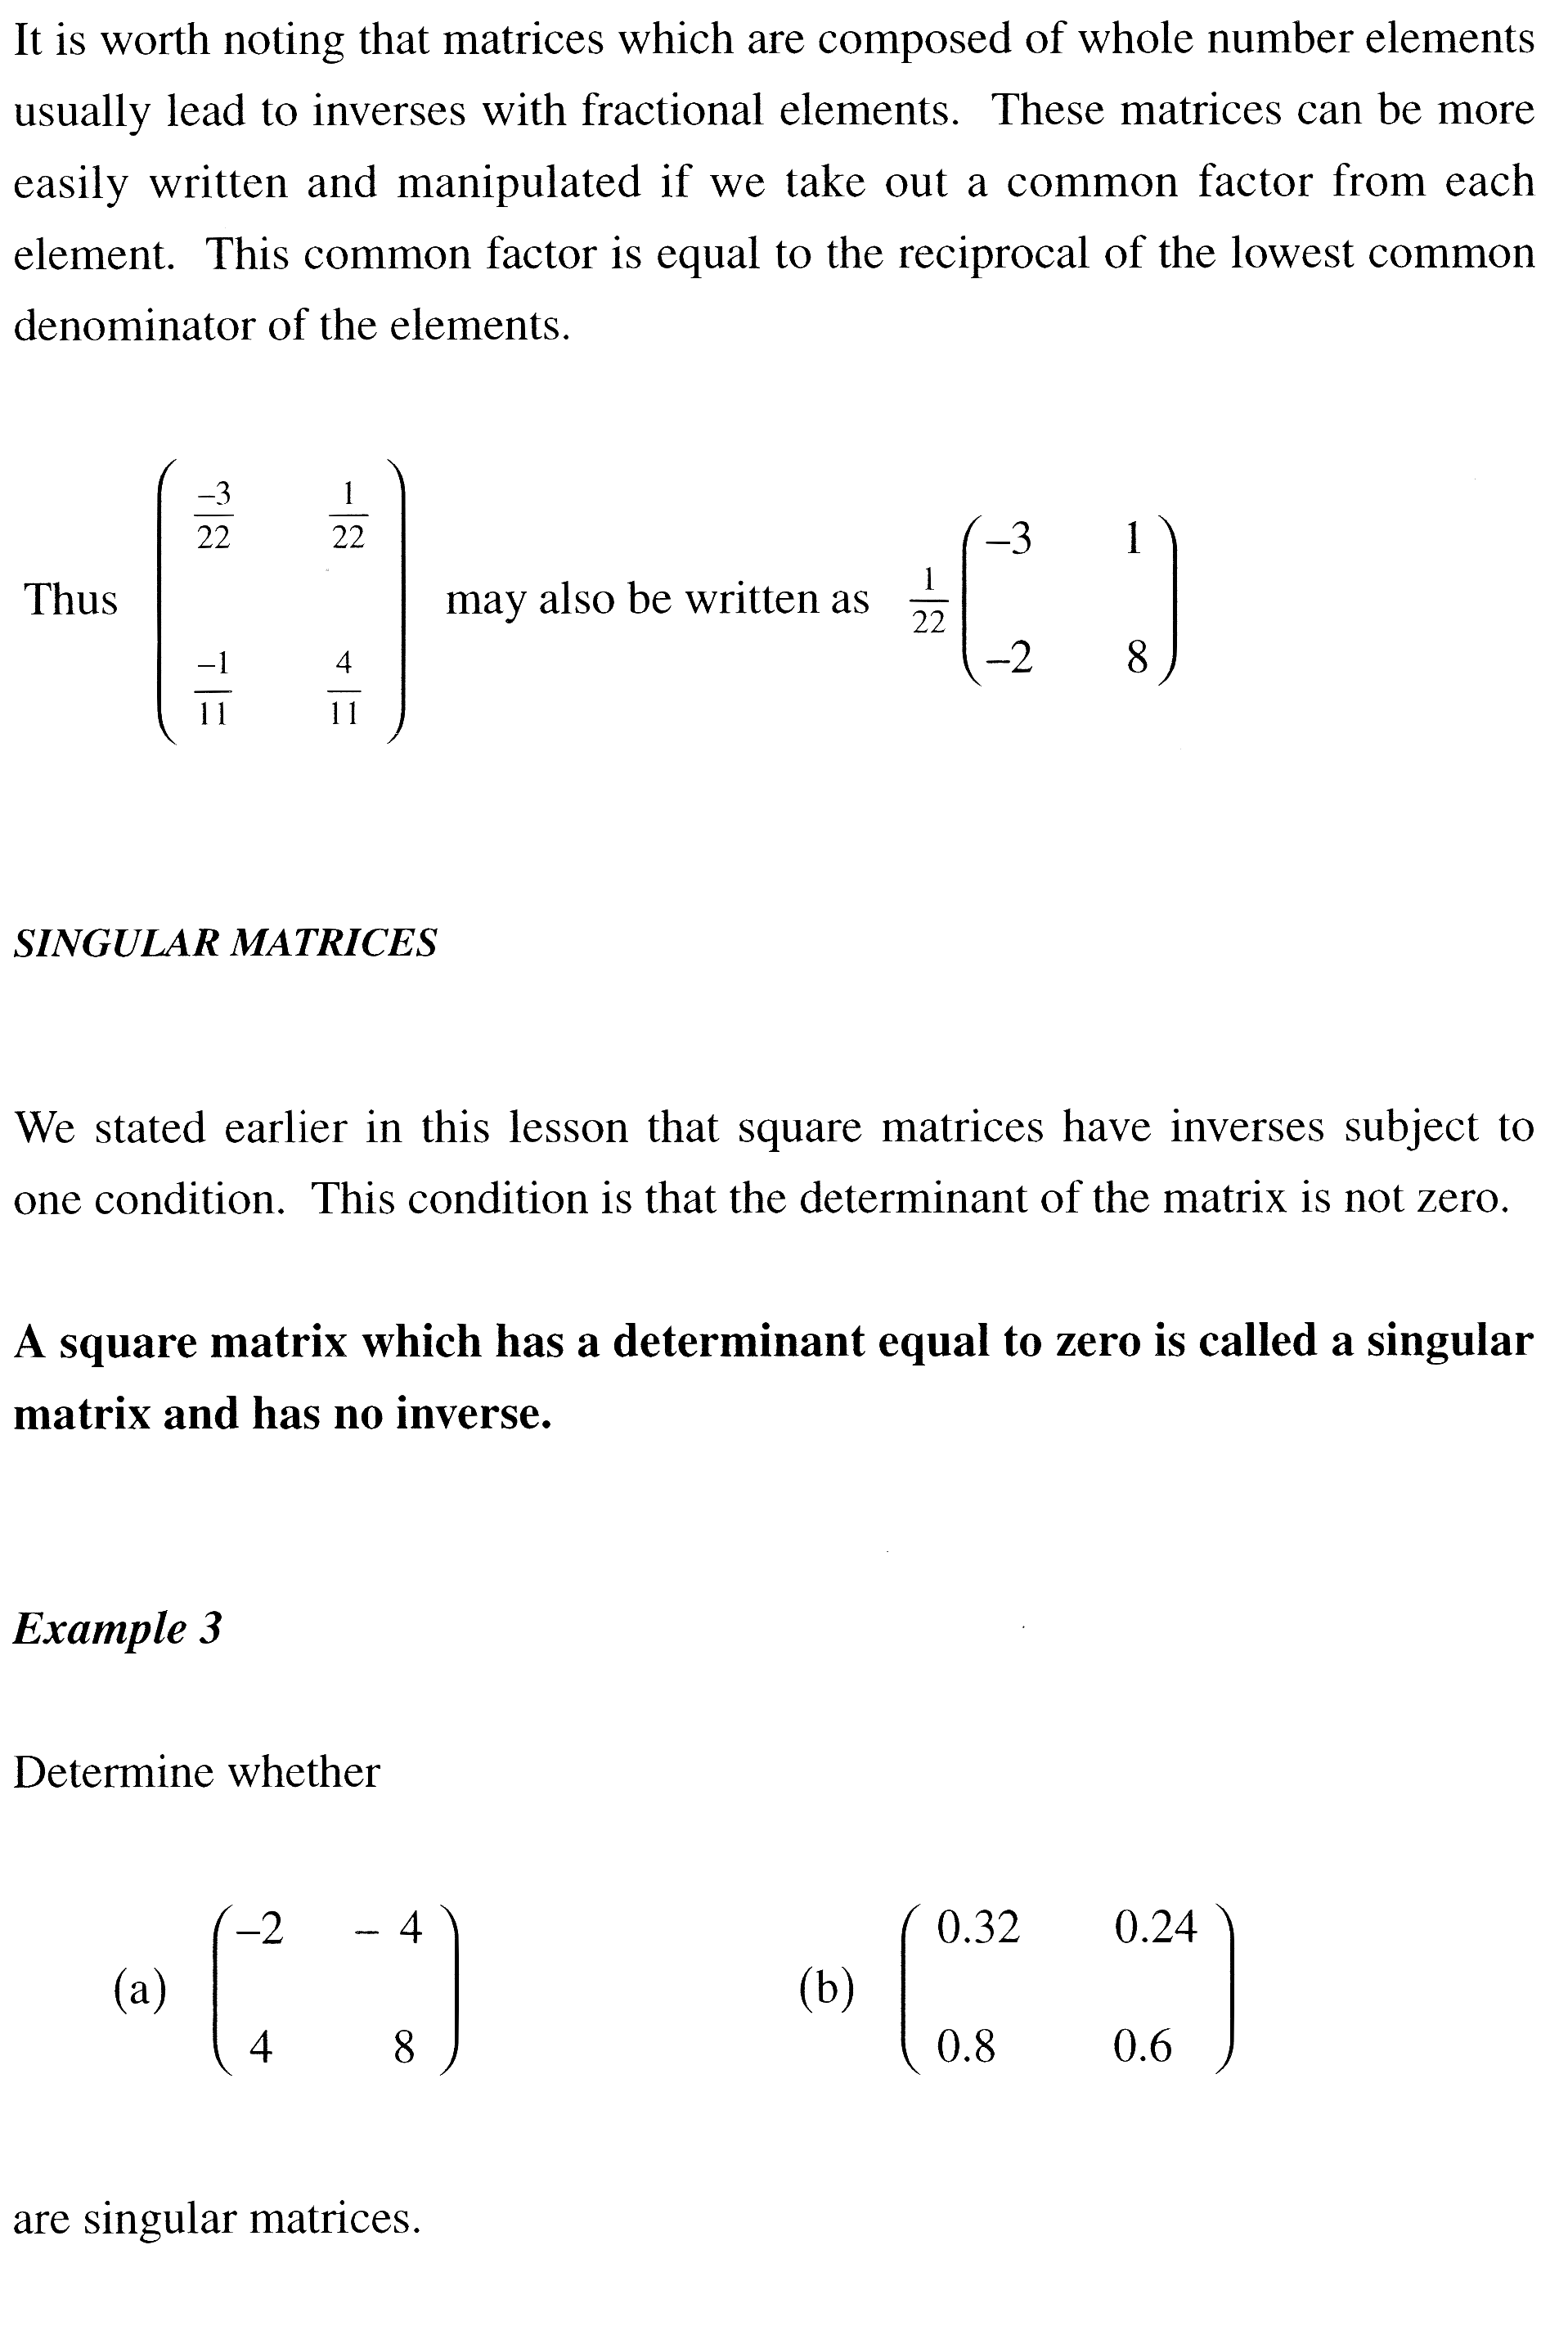 It is worth noting that matrices which are composed of whole number elements
usually lead to inverses with fractional elements.  These matrices can be more
easily written and manipulated if we take out a common factor from each
element.  This common factor is equal to the reciprocal of the lowest common
denominator of the elements.
Thus ( –3/22 1/22 ; –1/11 4/11 ) may also be written as 1/22 ( –3 1 ; –2 8 )
SINGULAR MATRICES
We stated earlier in this lesson that square matrices have inverses subject to
one condition.  This condition is that the determinant of the matrix is not zero.
A square matrix which has a determinant equal to zero is called a singular
matrix and has no inverse.
Example 3
Determine whether
(a) ( –2 – 4 ; 4 8 ) (b) ( 0.32 0.24 ; 0.8 0.6 )
are singular matrices.